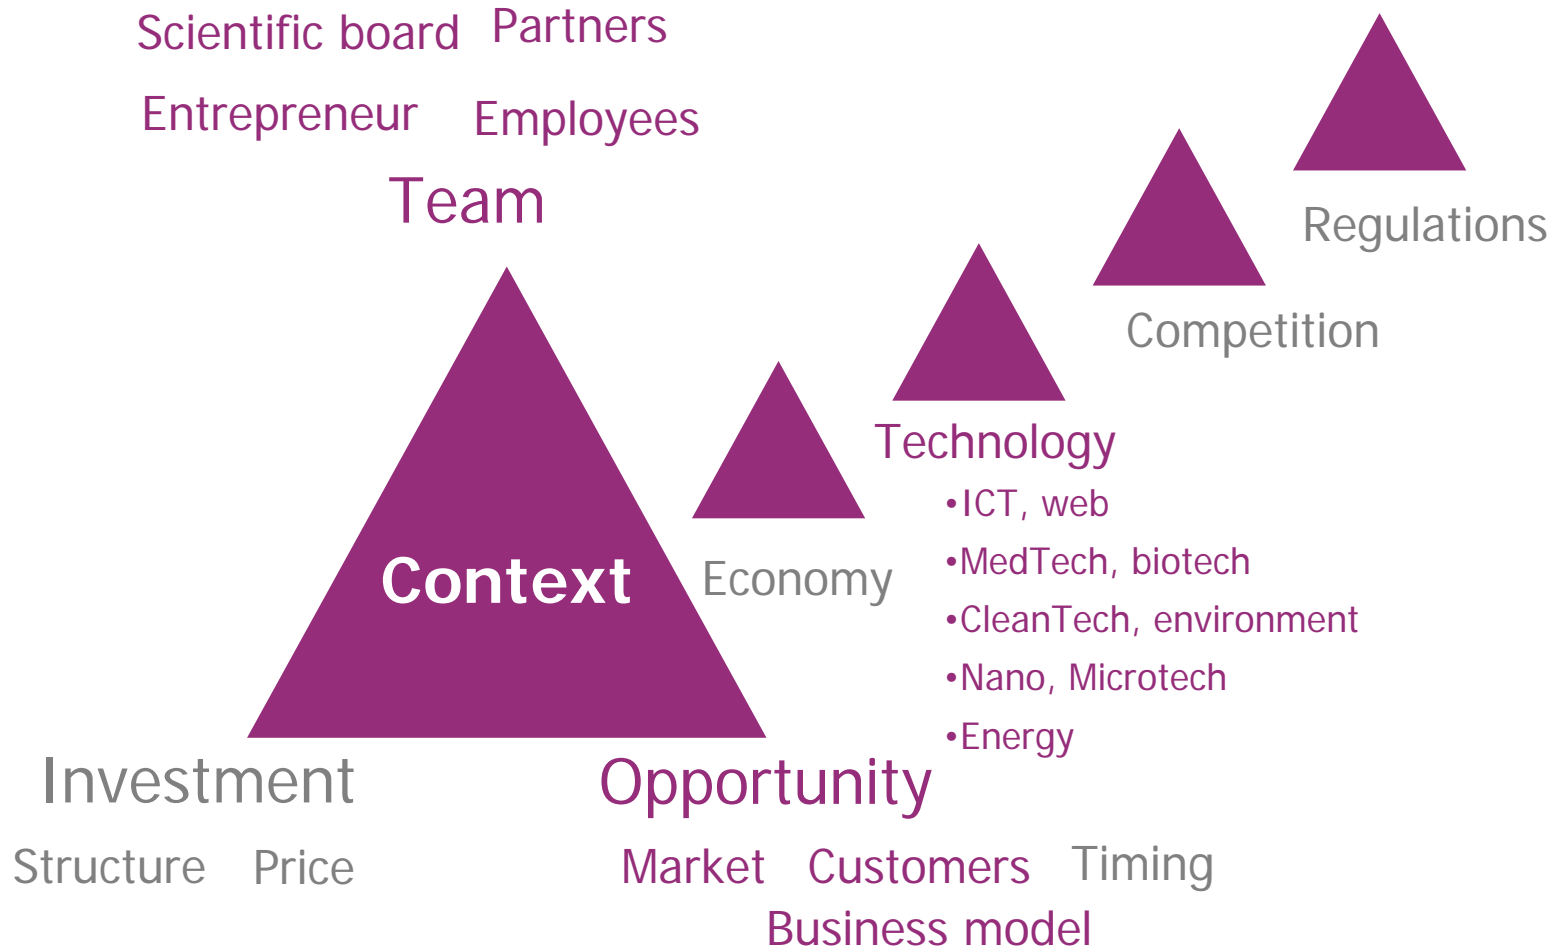 Scientific board Partners
Entrepreneur Employees
Team
Regulations
Competition
Technology
•ICT, web
•MedTech, biotech
•CleanTech, environment
•Nano, Microtech
•Energy
Context
Economy
Investment
Structure Price
Opportunity
Market Customers Timing
Business model